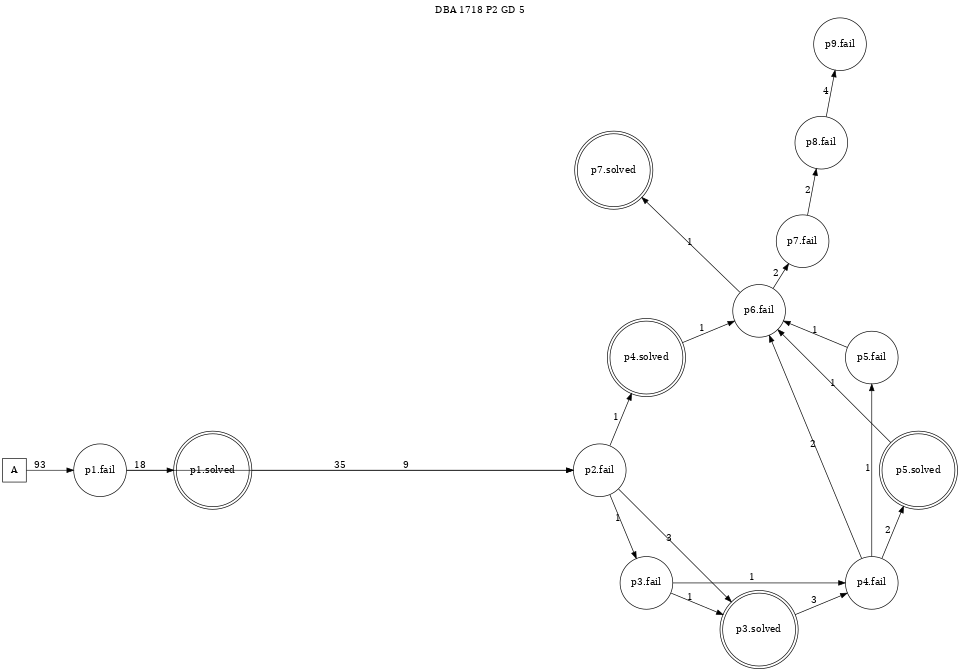 DBA 1718 P2 GD 5
p9.fail
4
p8.fail
p7.solved
2
p7.fail
1
2
p6.fail
1
1
p4.solved
p5.fail
1
1
2
A
93
p1.fail
18
p1.solved
35
9
p2.fail
1
p5.solved
1
3
2
p3.fail
1
p4.fail
1
3
p3.solved